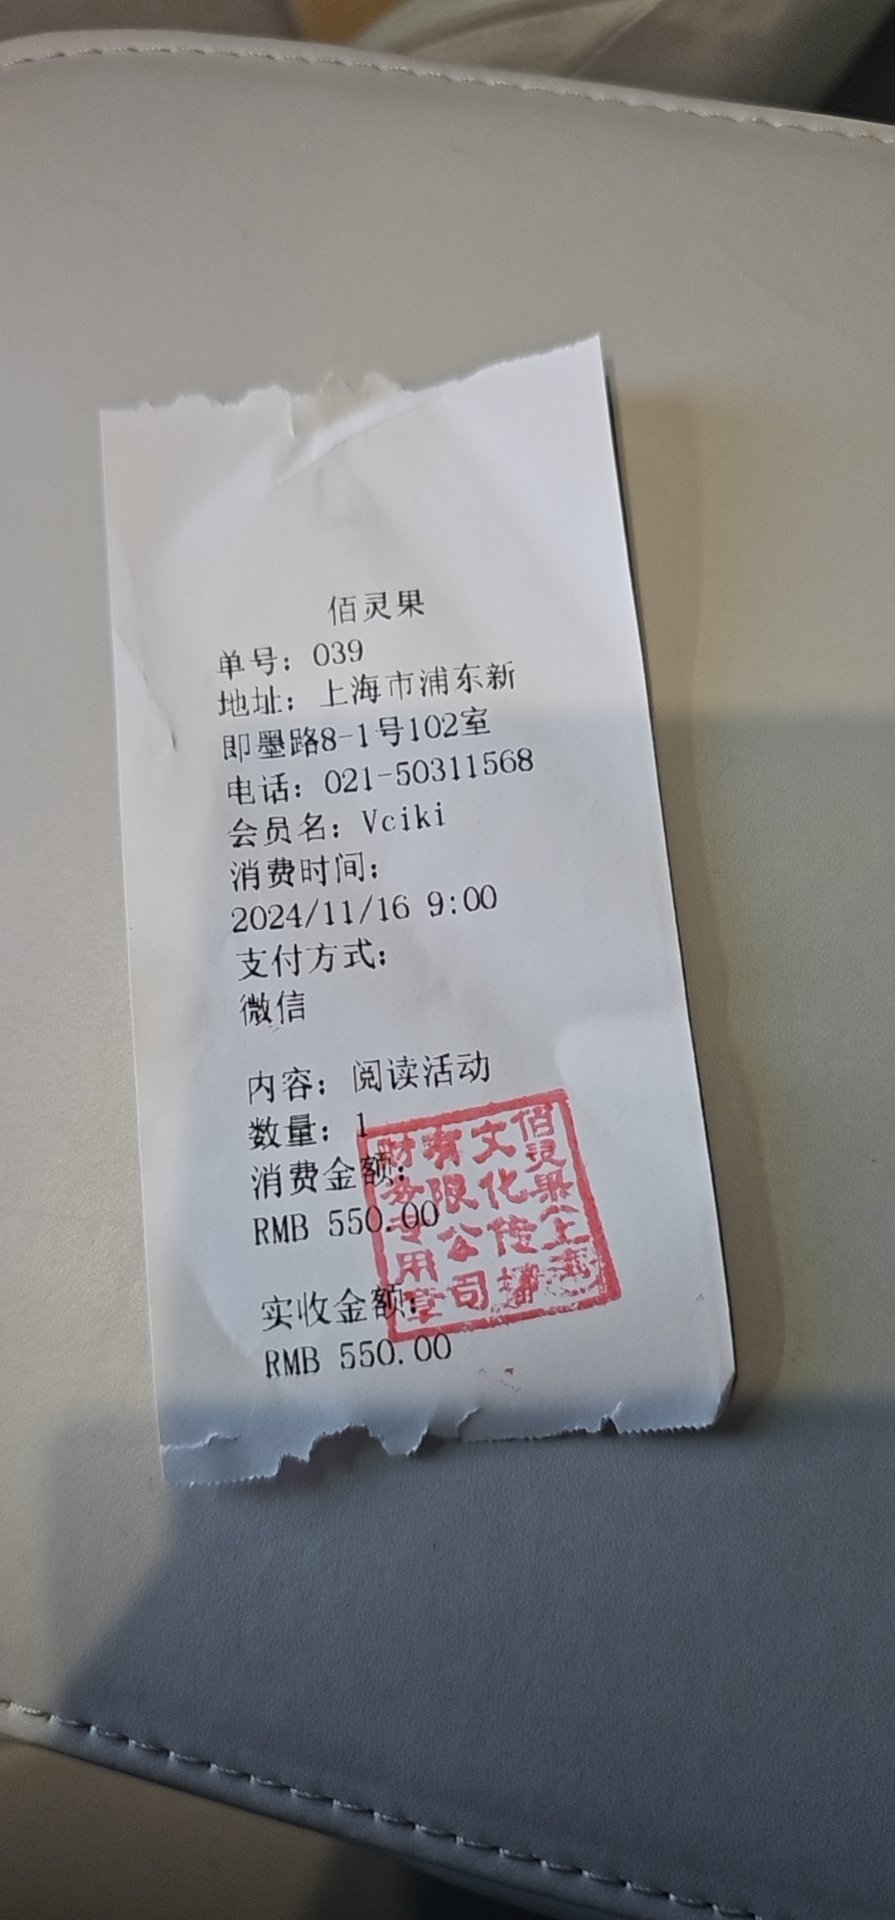 佰灵果
单号：039
地址：上海市浦东新
即墨路8-1号102室
电话：021-50311568
会员名：Vciki
消费时间：
2024/11/16 9:00
支付方式：
微信
内容：阅读活动
数量：1
消费金额：
RMB 550.00
实收金额：
RMB 550.00
佰灵果（上海）
文化传播
有限公司
财务专用章